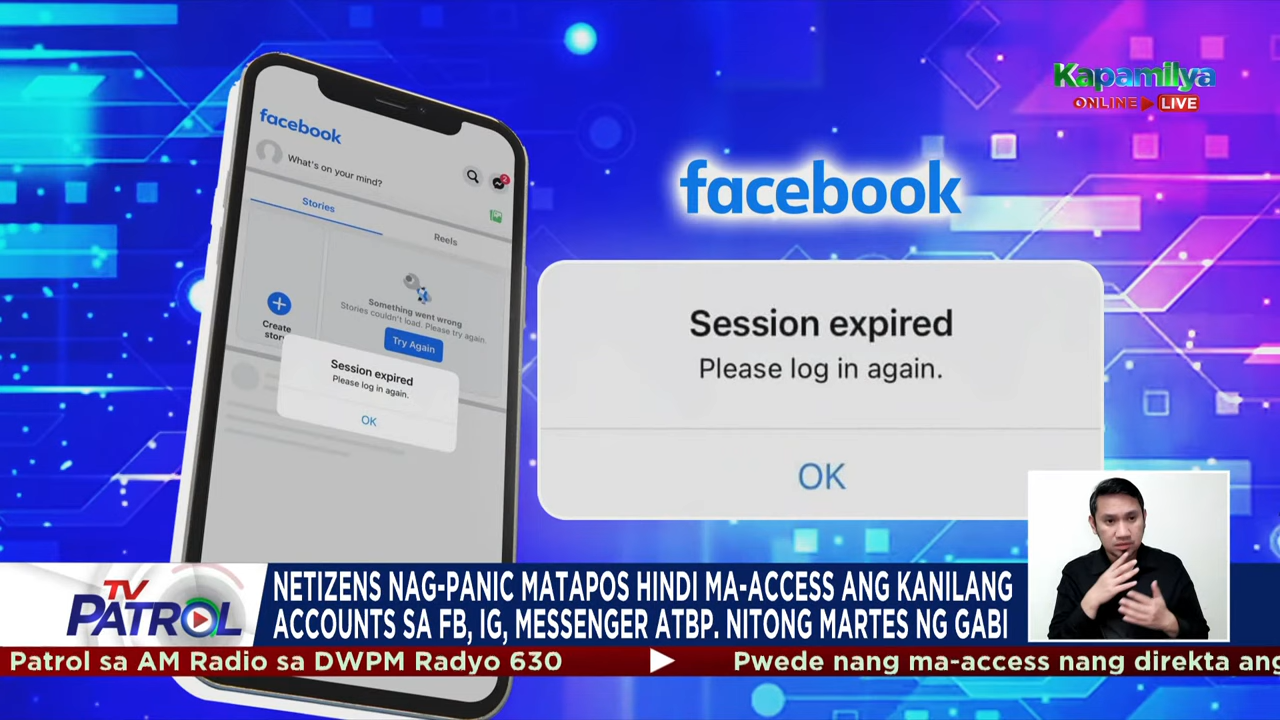 Kapamilya
ONLINE LIVE
facebook
What's on your mind?
2
Stories
Reels
Something went wrong
Stories couldn't load. Please try again.
Try Again
Create
story
Session expired
Please log in again.
OK
facebook
Session expired
Please log in again.
OK
TV
PATROL
NETIZENS NAG-PANIC MATAPOS HINDI MA-ACCESS ANG KANILANG
ACCOUNTS SA FB, IG, MESSENGER ATBP. NITONG MARTES NG GABI
Patrol sa AM Radio sa DWPM Radyo 630 Pwede nang ma-access nang direkta ang